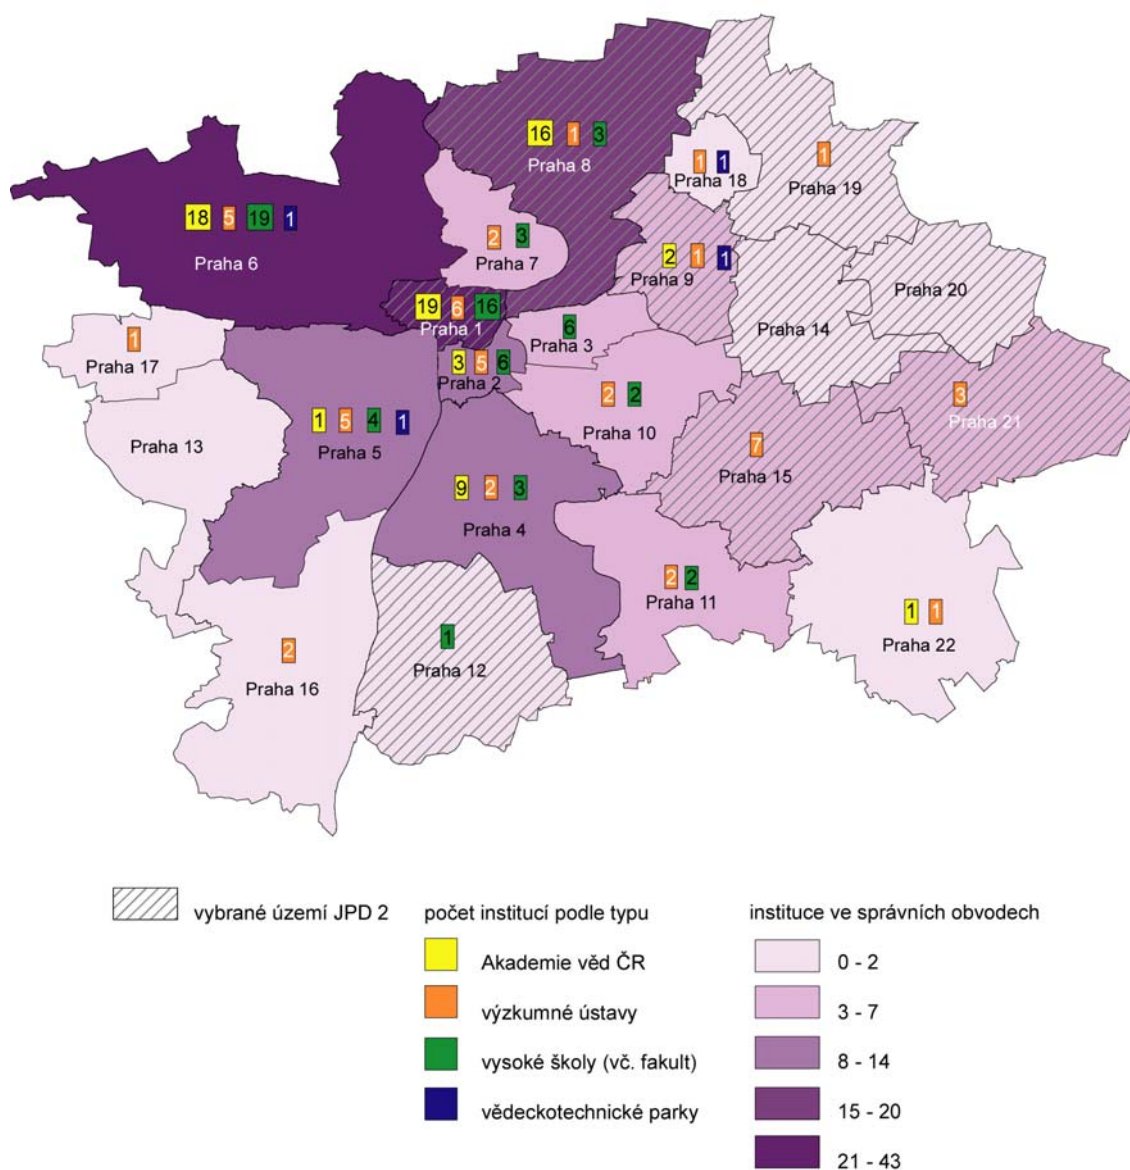 16 1 3
Praha 8
1 1
Praha 18
1
Praha 19
18 5 19 1
Praha 6
2 3
Praha 7
2 1 1
Praha 9
Praha 20
19 6 16
Praha 1
Praha 14
6
Praha 3
1
Praha 17
3 5 6
Praha 2
2 2
Praha 10
3
Praha 21
Praha 13
1 5 4 1
Praha 5
7
Praha 15
9 2 3
Praha 4
2 2
Praha 11
1 1
Praha 22
1
Praha 12
2
Praha 16
vybrané území JPD 2
počet institucí podle typu
Akademie věd ČR
výzkumné ústavy
vysoké školy (vč. fakult)
vědeckotechnické parky
instituce ve správních obvodech
0 - 2
3 - 7
8 - 14
15 - 20
21 - 43